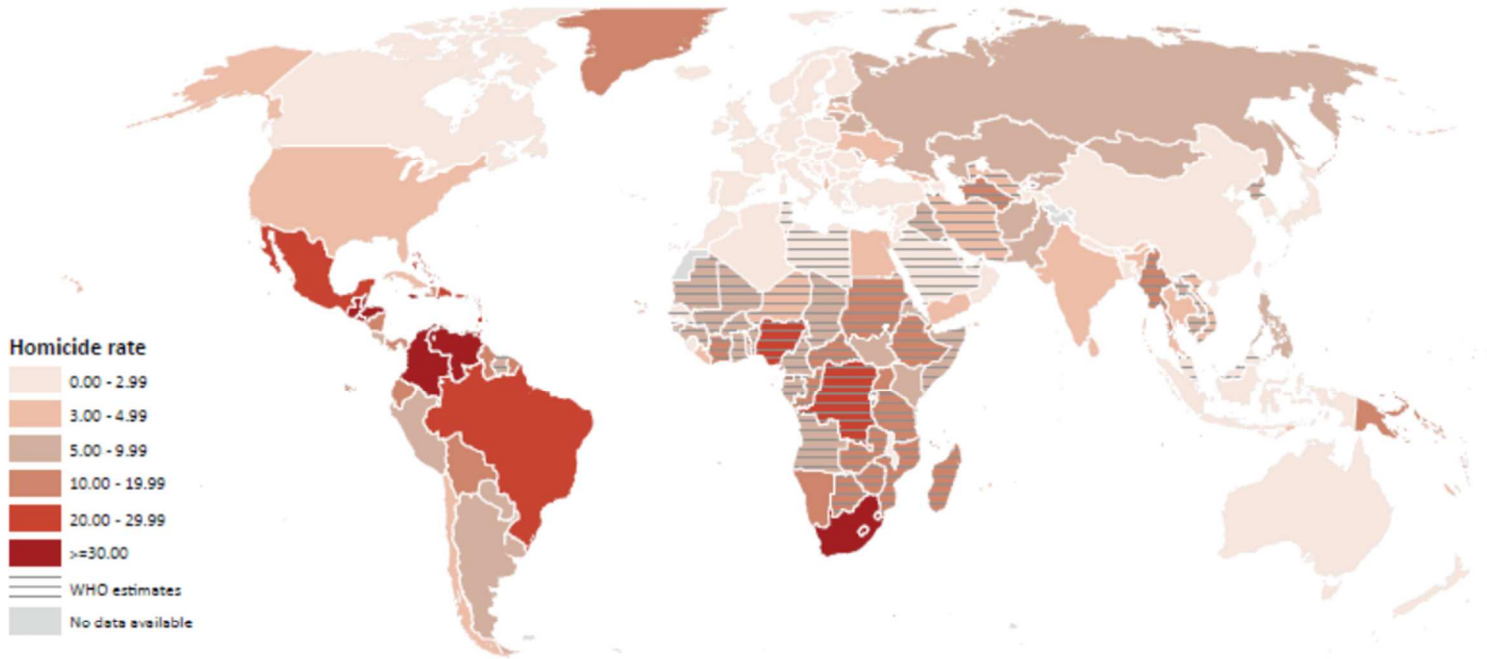 Homicide rate
0.00 - 2.99
3.00 - 4.99
5.00 - 9.99
10.00 - 19.99
20.00 - 29.99
>=30.00
WHO estimates
No data available